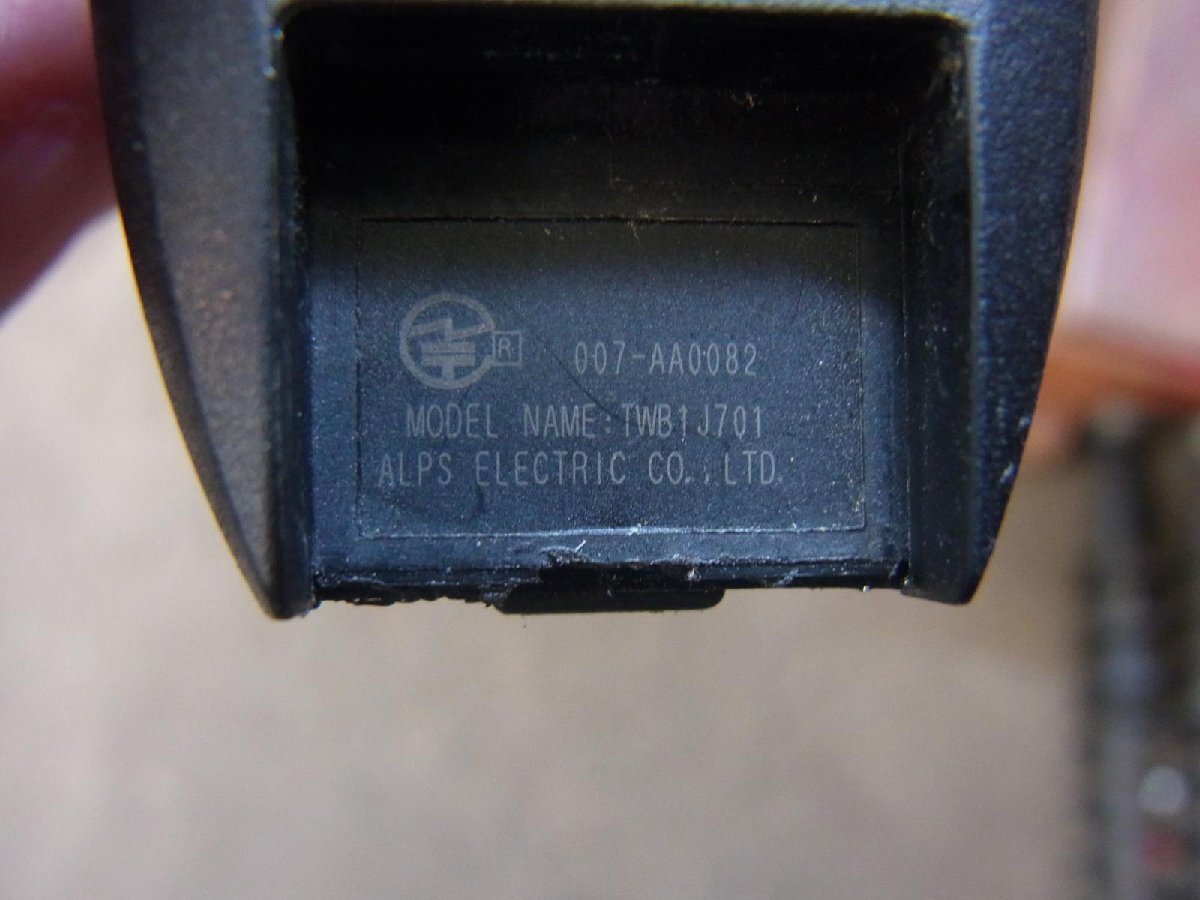 R 007-AA0082
MODEL NAME:TWB1J701
ALPS ELECTRIC CO.,LTD.